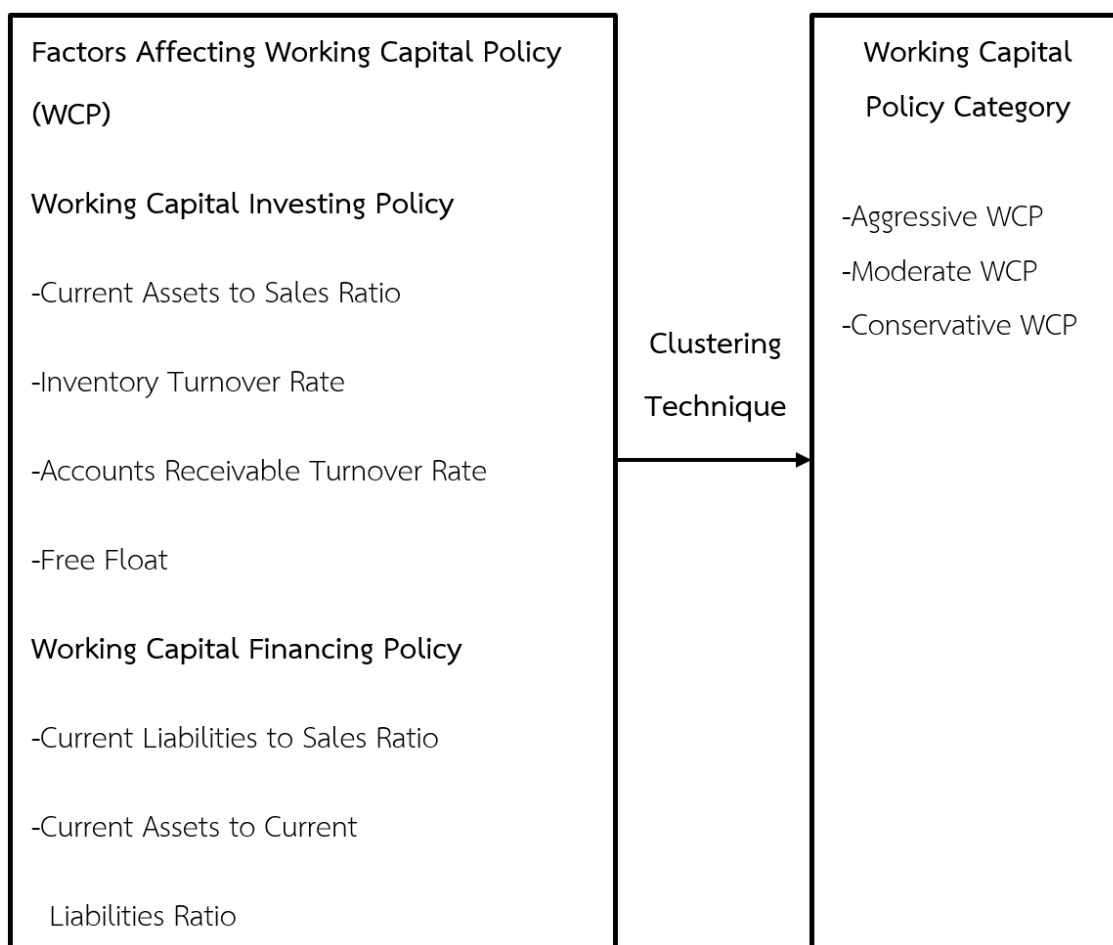 Factors Affecting Working Capital Policy
(WCP)
Working Capital Investing Policy
-Current Assets to Sales Ratio
-Inventory Turnover Rate
-Accounts Receivable Turnover Rate
-Free Float
Working Capital Financing Policy
-Current Liabilities to Sales Ratio
-Current Assets to Current
Liabilities Ratio
Clustering
Technique
Working Capital
Policy Category
-Aggressive WCP
-Moderate WCP
-Conservative WCP